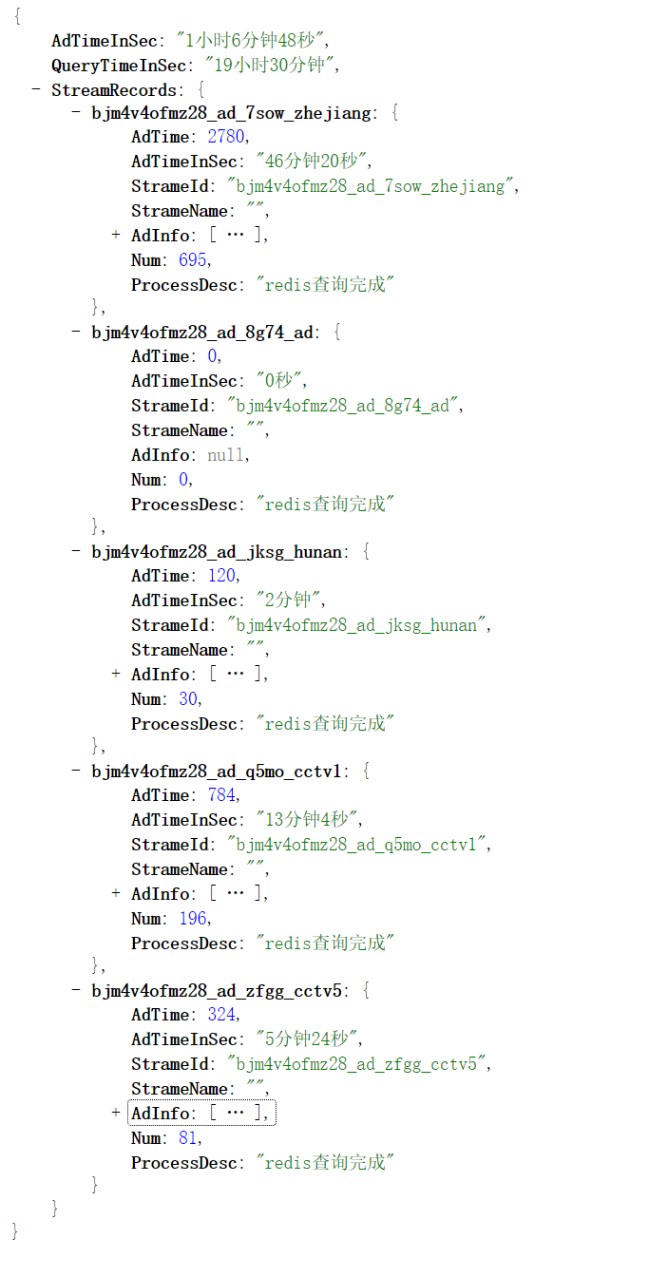 {
AdTimeInSec: "1小时6分钟48秒",
QueryTimeInSec: "19小时30分钟",
- StreamRecords: {
- bjm4v4ofmz28_ad_7sow_zhejiang: {
AdTime: 2780,
AdTimeInSec: "46分钟20秒",
StrameId: "bjm4v4ofmz28_ad_7sow_zhejiang",
StrameName: "",
+ AdInfo: [ ⋯ ],
Num: 695,
ProcessDesc: "redis查询完成"
},
- bjm4v4ofmz28_ad_8g74_ad: {
AdTime: 0,
AdTimeInSec: "0秒",
StrameId: "bjm4v4ofmz28_ad_8g74_ad",
StrameName: "",
AdInfo: null,
Num: 0,
ProcessDesc: "redis查询完成"
},
- bjm4v4ofmz28_ad_jksg_hunan: {
AdTime: 120,
AdTimeInSec: "2分钟",
StrameId: "bjm4v4ofmz28_ad_jksg_hunan",
StrameName: "",
+ AdInfo: [ ⋯ ],
Num: 30,
ProcessDesc: "redis查询完成"
},
- bjm4v4ofmz28_ad_q5mo_cctv1: {
AdTime: 784,
AdTimeInSec: "13分钟4秒",
StrameId: "bjm4v4ofmz28_ad_q5mo_cctv1",
StrameName: "",
+ AdInfo: [ ⋯ ],
Num: 196,
ProcessDesc: "redis查询完成"
},
- bjm4v4ofmz28_ad_zfgg_cctv5: {
AdTime: 324,
AdTimeInSec: "5分钟24秒",
StrameId: "bjm4v4ofmz28_ad_zfgg_cctv5",
StrameName: "",
+ AdInfo: [ ⋯ ],
Num: 81,
ProcessDesc: "redis查询完成"
}
}
}